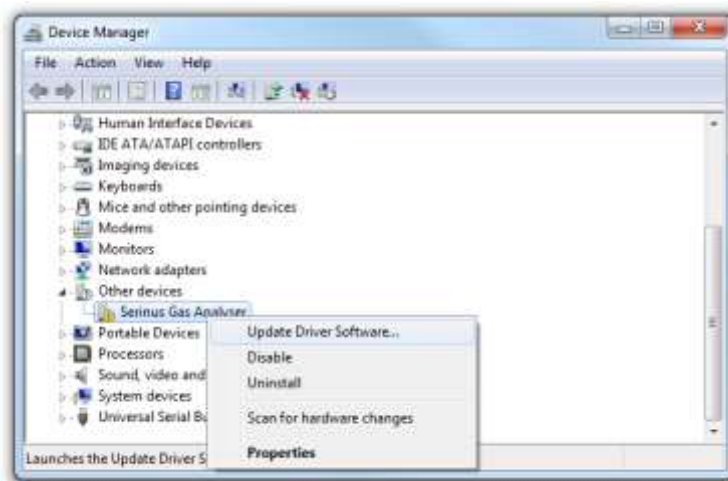 Device Manager
File Action View Help
Human Interface Devices
IDE ATA/ATAPI controllers
Imaging devices
Keyboards
Mice and other pointing devices
Modems
Monitors
Network adapters
Other devices
Serinus Gas Analyser
Portable Devices
Processors
Sound, video and
System devices
Universal Serial Bu
Update Driver Software...
Disable
Uninstall
Scan for hardware changes
Properties
Launches the Update Driver S